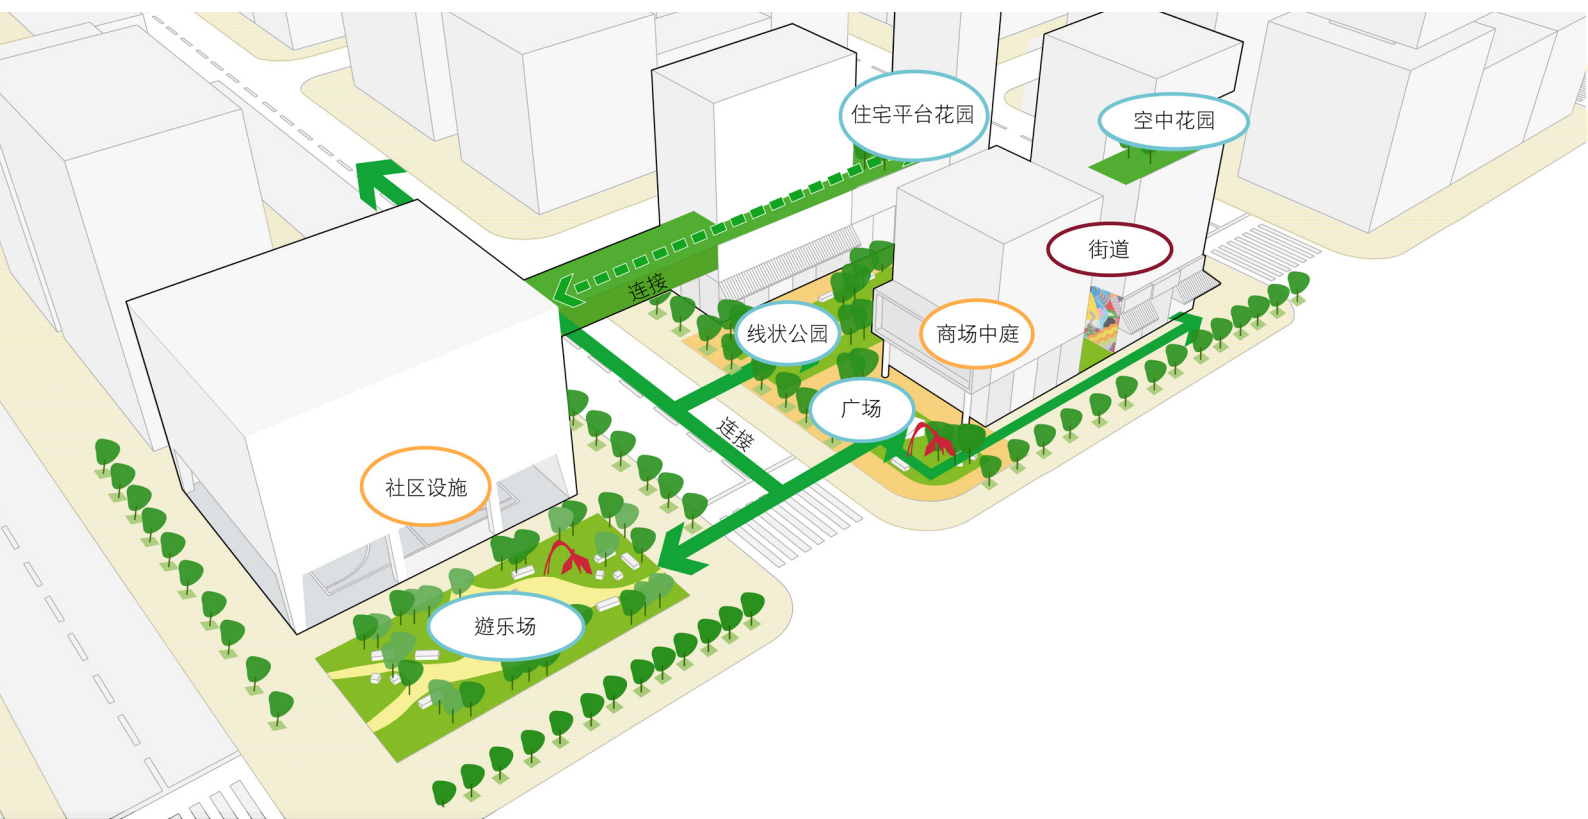 住宅平台花园
空中花园
街道
连接
线状公园
商场中庭
广场
连接
社区设施
遊乐场